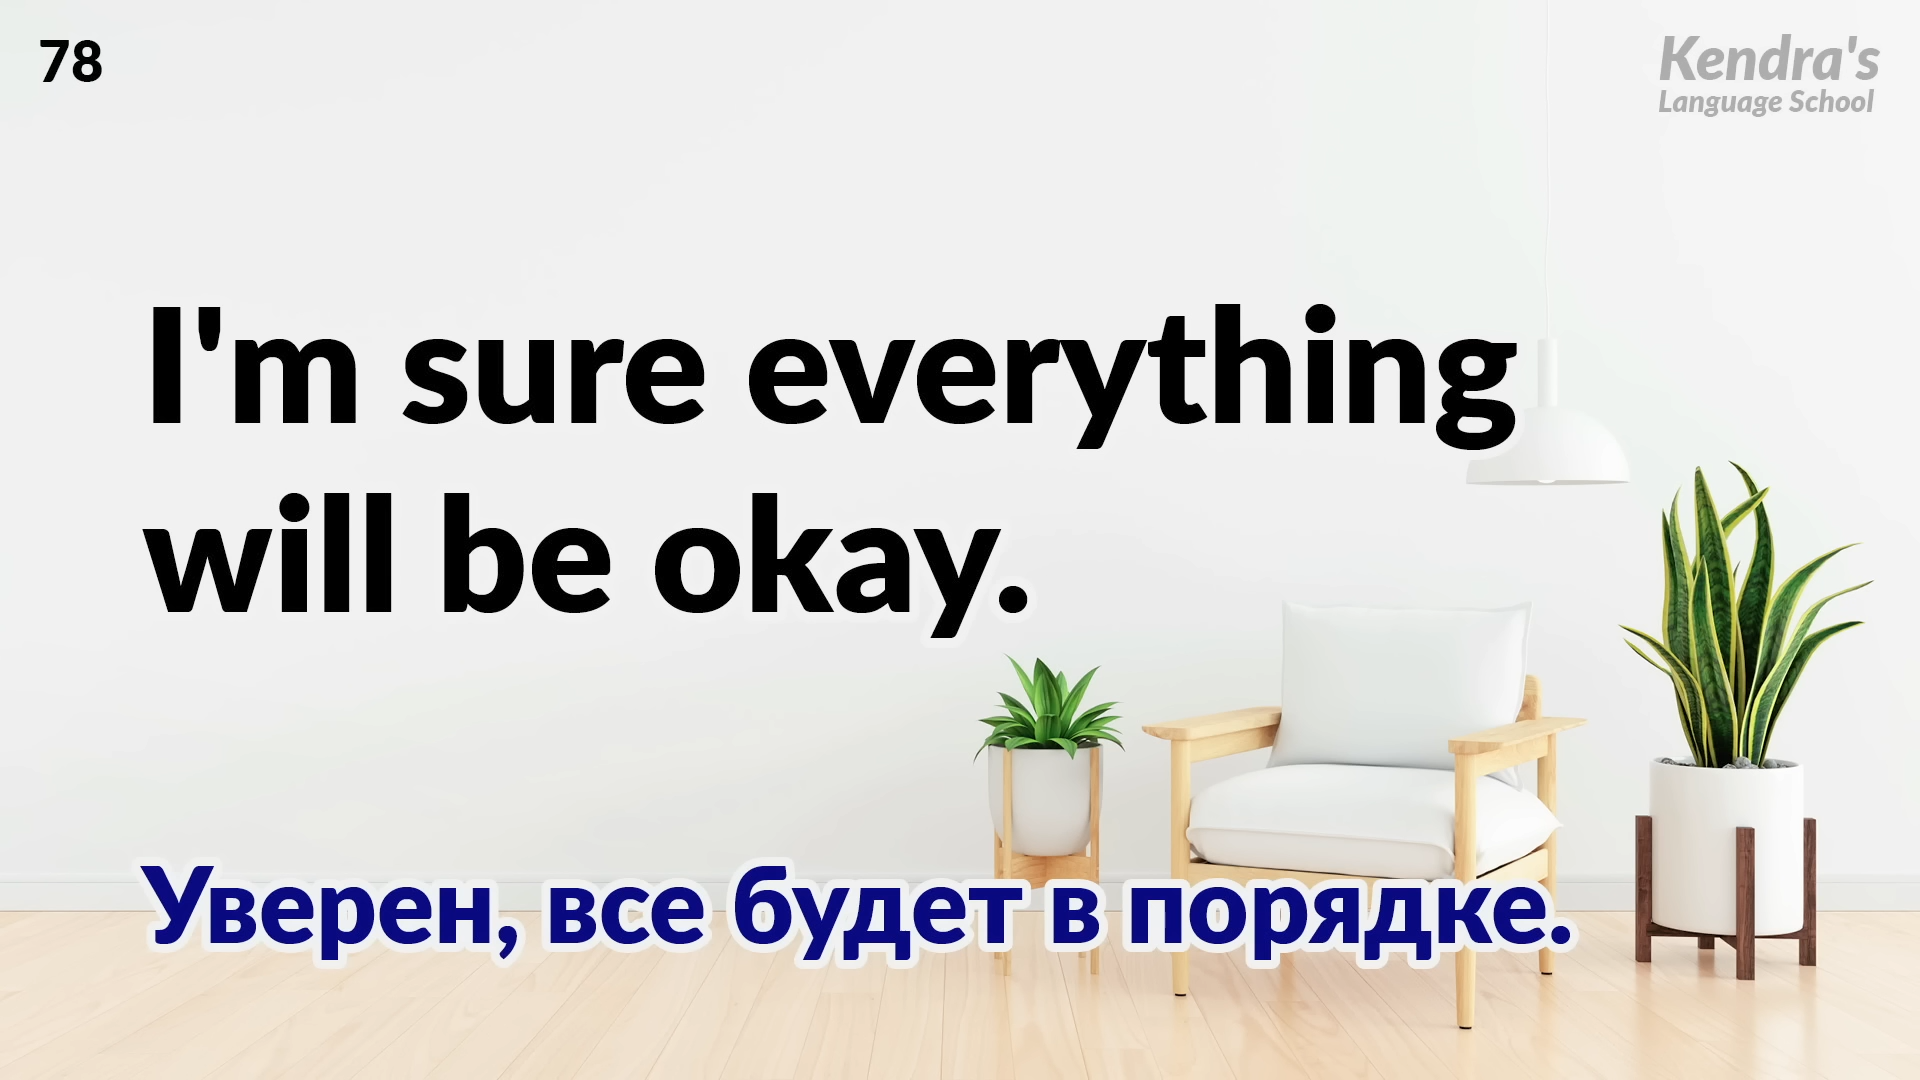 78
Kendra's
Language School
I'm sure everything
will be okay.
Уверен, все будет в порядке.